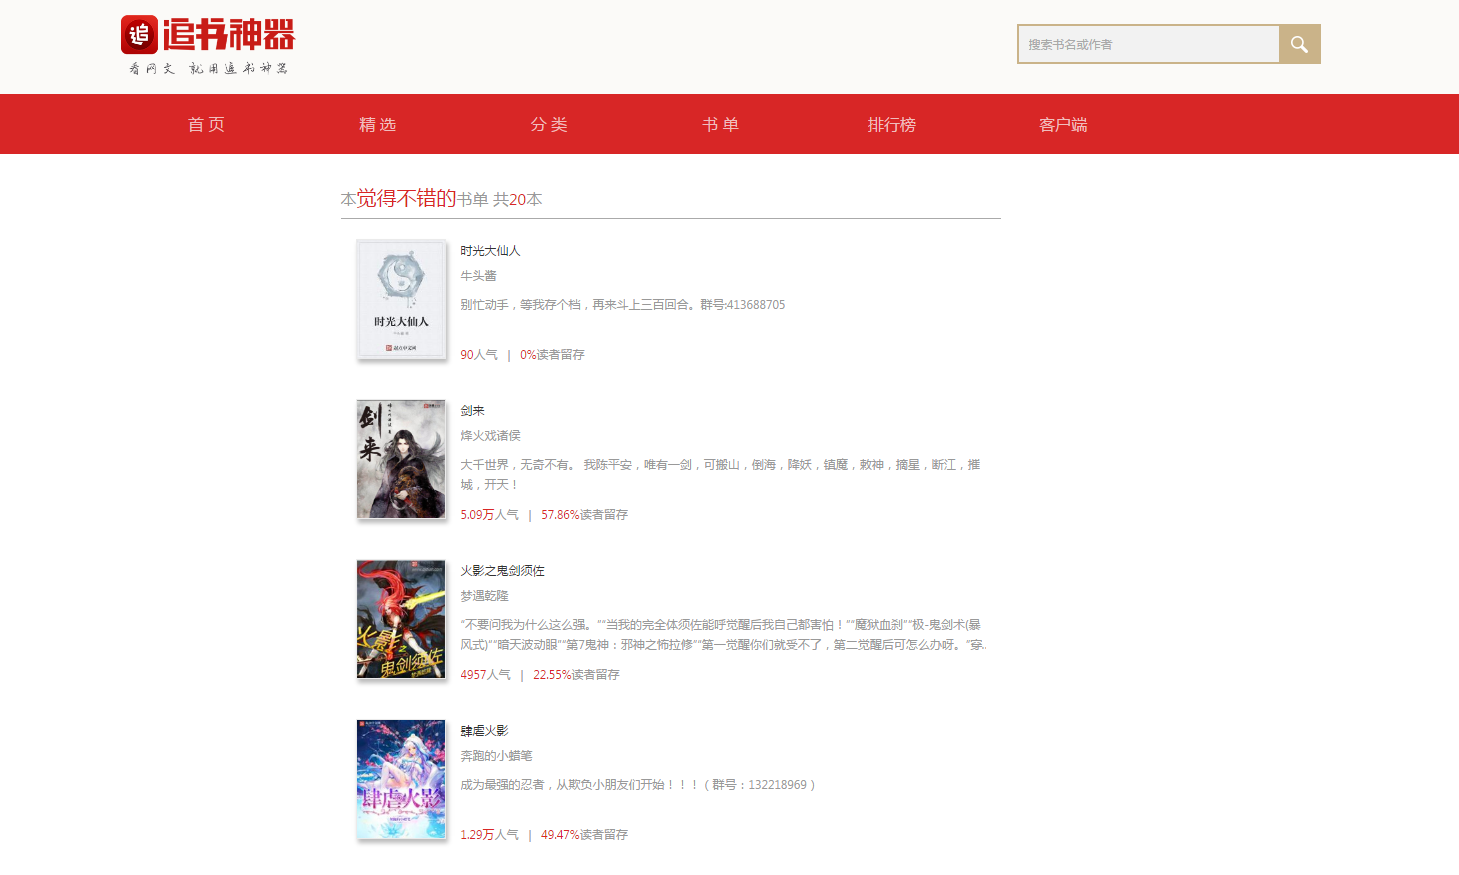 追书神器
看网文 就用追书神器
搜索书名或作者
首 页
精 选
分 类
书 单
排行榜
客户端
本觉得不错的书单 共20本
时光大仙人
时光大仙人
牛头酱
别忙动手，等我存个档，再来斗上三百回合。群号:413688705
90人气 | 0%读者留存
剑来
剑来
烽火戏诸侯
大千世界，无奇不有。 我陈平安，唯有一剑，可搬山，倒海，降妖，镇魔，敕神，摘星，断江，摧
城，开天！
5.09万人气 | 57.86%读者留存
火影之鬼剑须佐
火影之鬼剑须佐
梦遇乾隆
“不要问我为什么这么强。”“当我的完全体须佐能呼觉醒后我自己都害怕！”“魔狱血刹”“极-鬼剑术(暴
风式)”“暗天波动眼”“第7鬼神：邪神之怖拉修”“第一觉醒你们就受不了，第二觉醒后可怎么办呀。”穿..
4957人气 | 22.55%读者留存
肆虐火影
肆虐火影
奔跑的小蜡笔
成为最强的忍者，从欺负小朋友们开始！！！（群号：132218969）
1.29万人气 | 49.47%读者留存